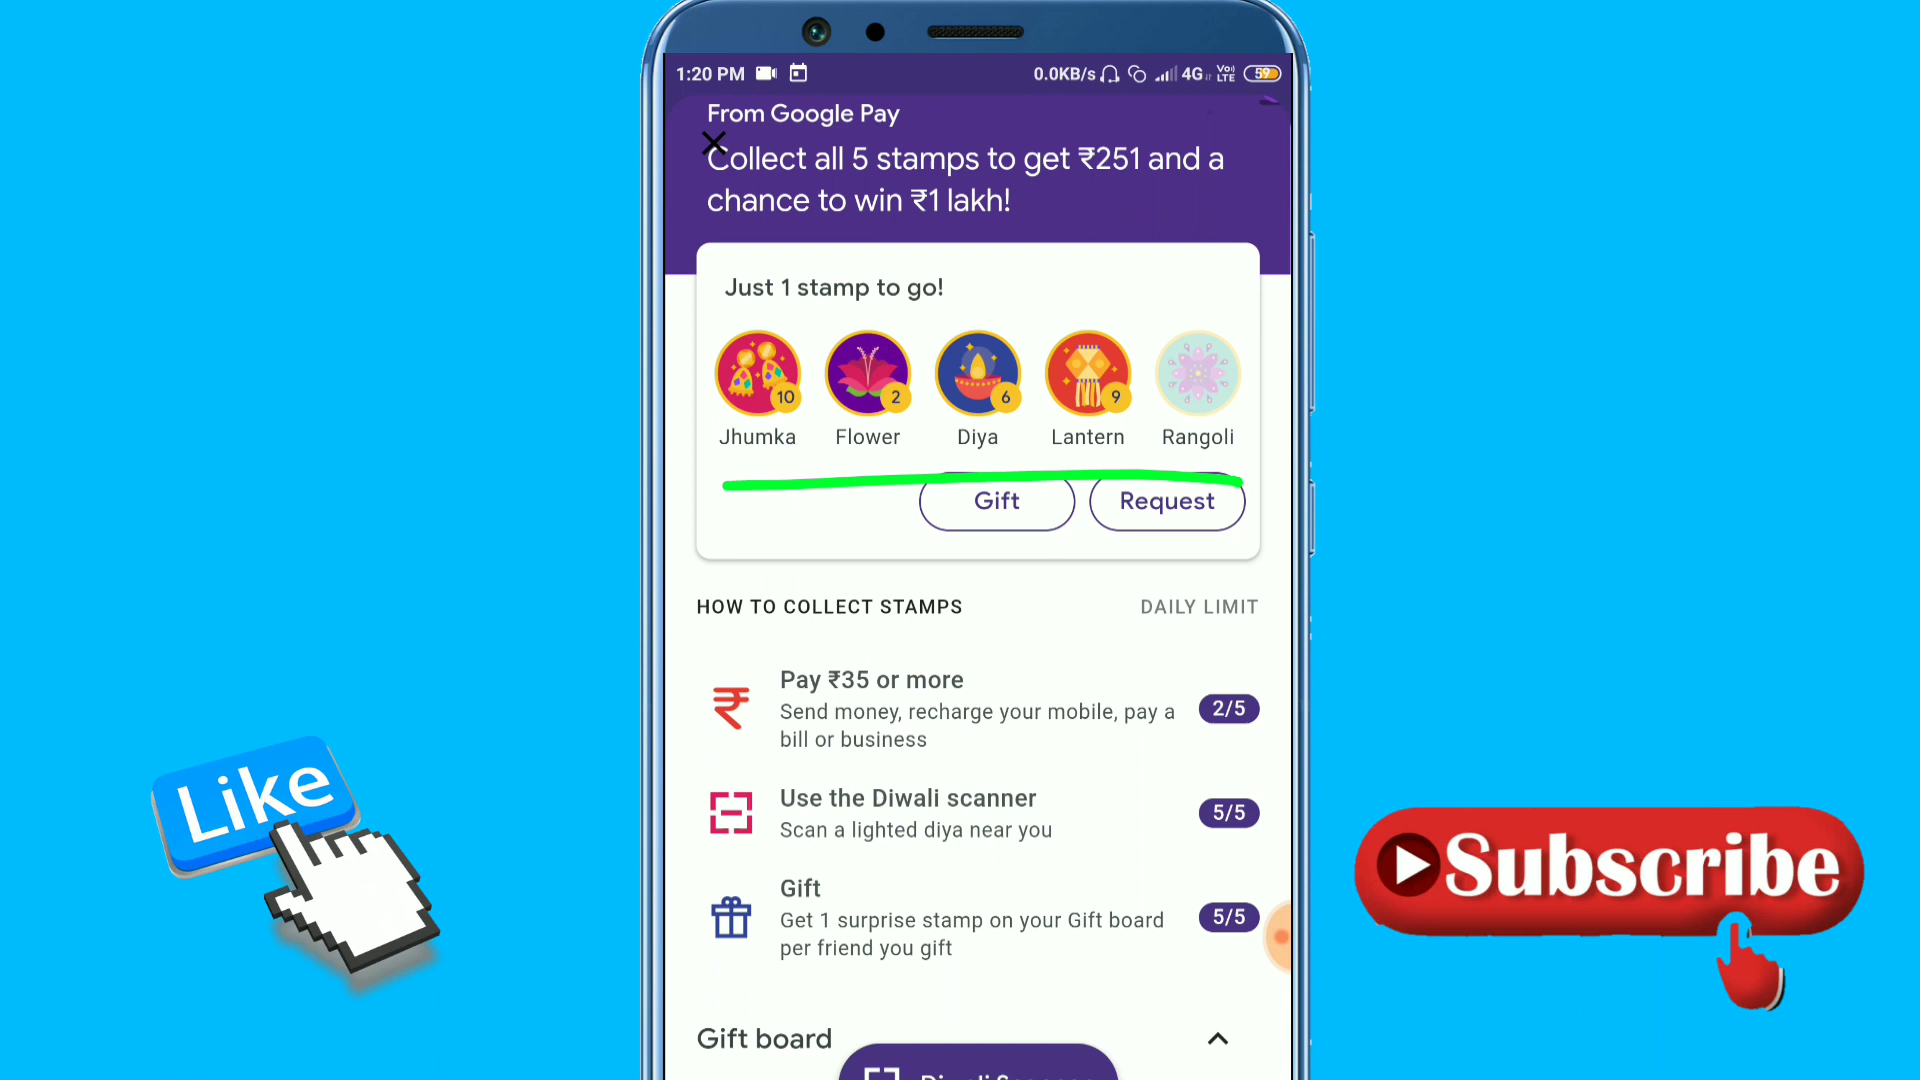 1:20 PM 0.0KB/s 4G Vo) LTE 59
From Google Pay
Collect all 5 stamps to get ₹251 and a
chance to win ₹1 lakh!
Just 1 stamp to go!
10 2 6 9
Jhumka Flower Diya Lantern Rangoli
Gift Request
HOW TO COLLECT STAMPS DAILY LIMIT
Pay ₹35 or more
Send money, recharge your mobile, pay a
bill or business
2/5
Use the Diwali scanner
Scan a lighted diya near you
5/5
Gift
Get 1 surprise stamp on your Gift board
per friend you gift
5/5
Gift board
Like
Subscribe